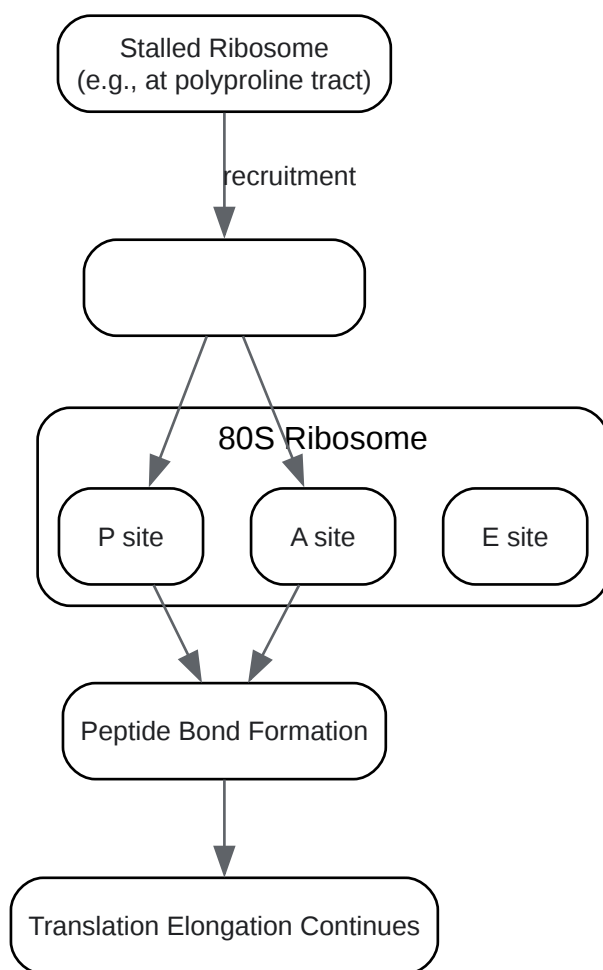 Stalled Ribosome
(e.g., at polyproline tract)
recruitment
80S Ribosome
P site
A site
E site
Peptide Bond Formation
Translation Elongation Continues